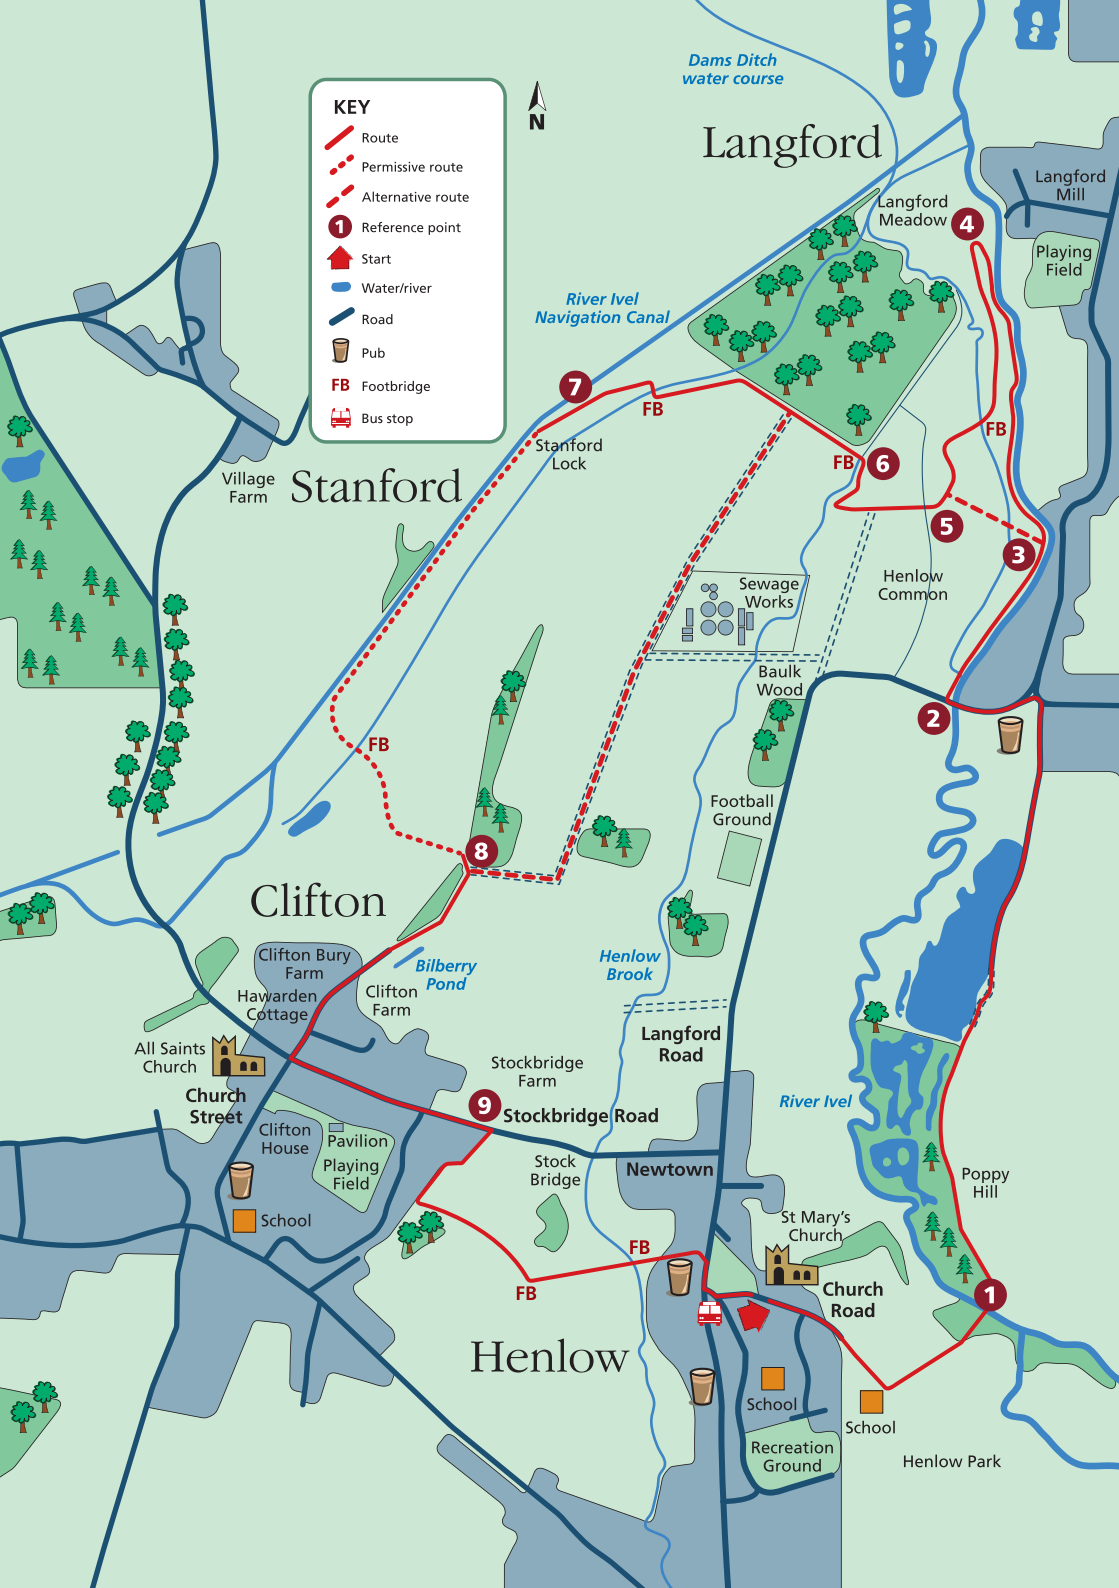 Dams Ditch
water course
KEY
Route
Permissive route
Alternative route
1
Reference point
Start
Water/river
Road
Pub
FB
Footbridge
Bus stop
N
Langford
Langford
Mill
Langford
Meadow
4
Playing
Field
River Ivel
Navigation Canal
7
FB
Stanford
Lock
FB
FB
6
Village
Farm
Stanford
5
3
Sewage
Works
Henlow
Common
Baulk
Wood
2
FB
Football
Ground
8
Clifton
Clifton Bury
Farm
Bilberry
Pond
Henlow
Brook
Hawarden
Cottage
Clifton
Farm
Langford
Road
All Saints
Church
Stockbridge
Farm
Church
Street
9
Stockbridge Road
River Ivel
Clifton
House
Pavilion
Playing
Field
Stock
Bridge
Newtown
Poppy
Hill
School
St Mary's
Church
FB
FB
Church
Road
1
Henlow
School
School
Recreation
Ground
Henlow Park